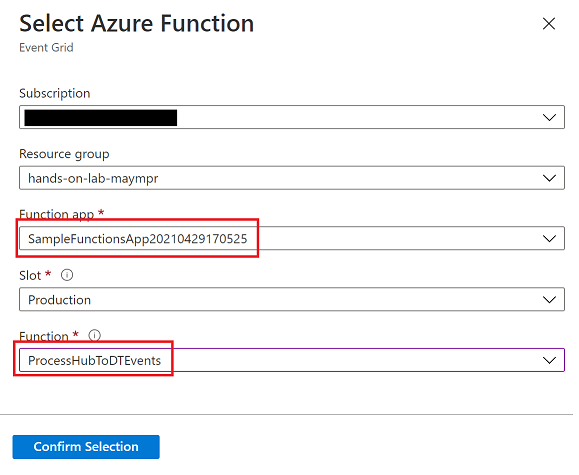 Select Azure Function
Event Grid
Subscription
Resource group
hands-on-lab-maympr
Function app *
SampleFunctionsApp20210429170525
Slot *
Production
Function *
ProcessHubToDTEvents
Confirm Selection